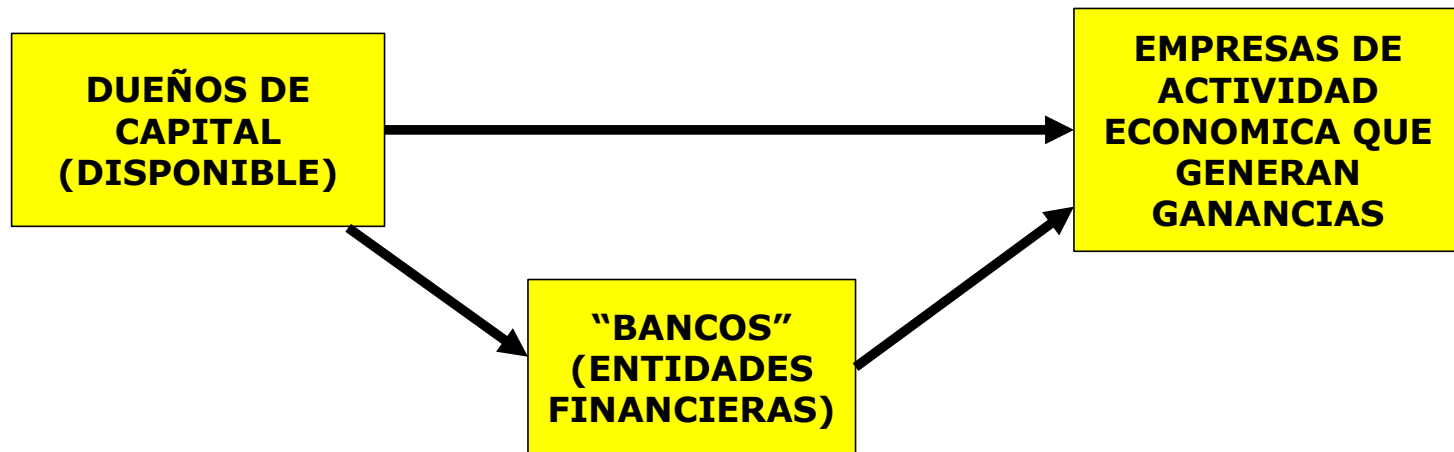 DUEÑOS DE
CAPITAL
(DISPONIBLE)
EMPRESAS DE
ACTIVIDAD
ECONOMICA QUE
GENERAN
GANANCIAS
“BANCOS”
(ENTIDADES
FINANCIERAS)